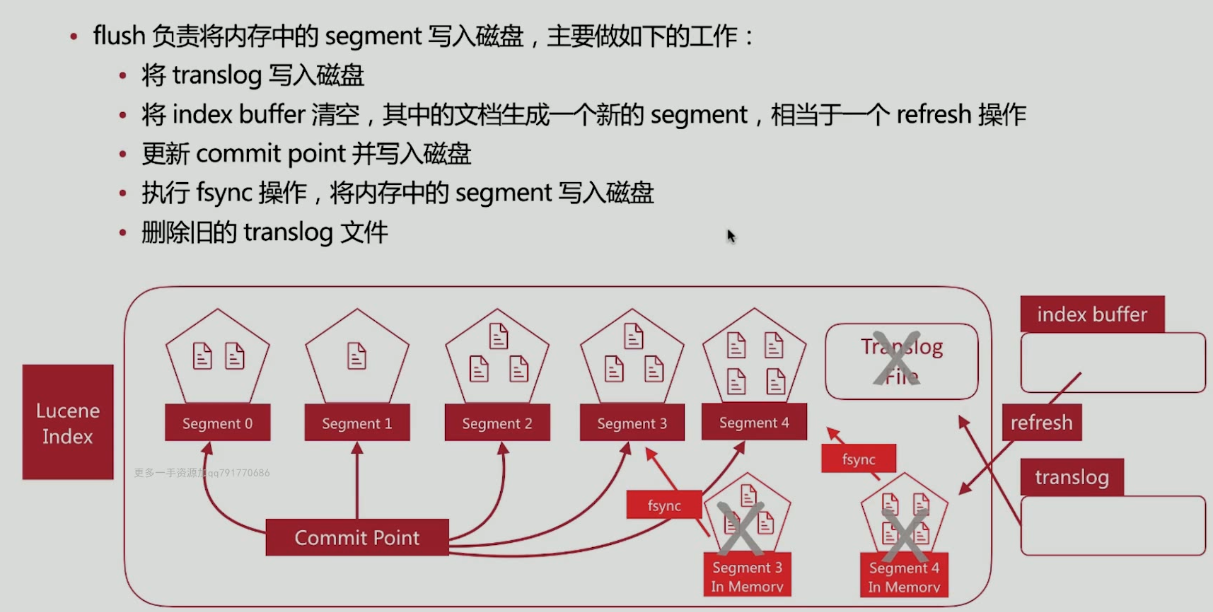 flush 负责将内存中的 segment 写入磁盘，主要做如下的工作：
将 translog 写入磁盘
将 index buffer 清空，其中的文档生成一个新的 segment，相当于一个 refresh 操作
更新 commit point 并写入磁盘
执行 fsync 操作，将内存中的 segment 写入磁盘
删除旧的 translog 文件
Lucene
Index
Segment 0
Segment 1
Segment 2
Segment 3
Segment 4
Translog
File
index buffer
refresh
translog
fsync
fsync
更多一手资源加qq791770686
Commit Point
Segment 3
In Memory
Segment 4
In Memory